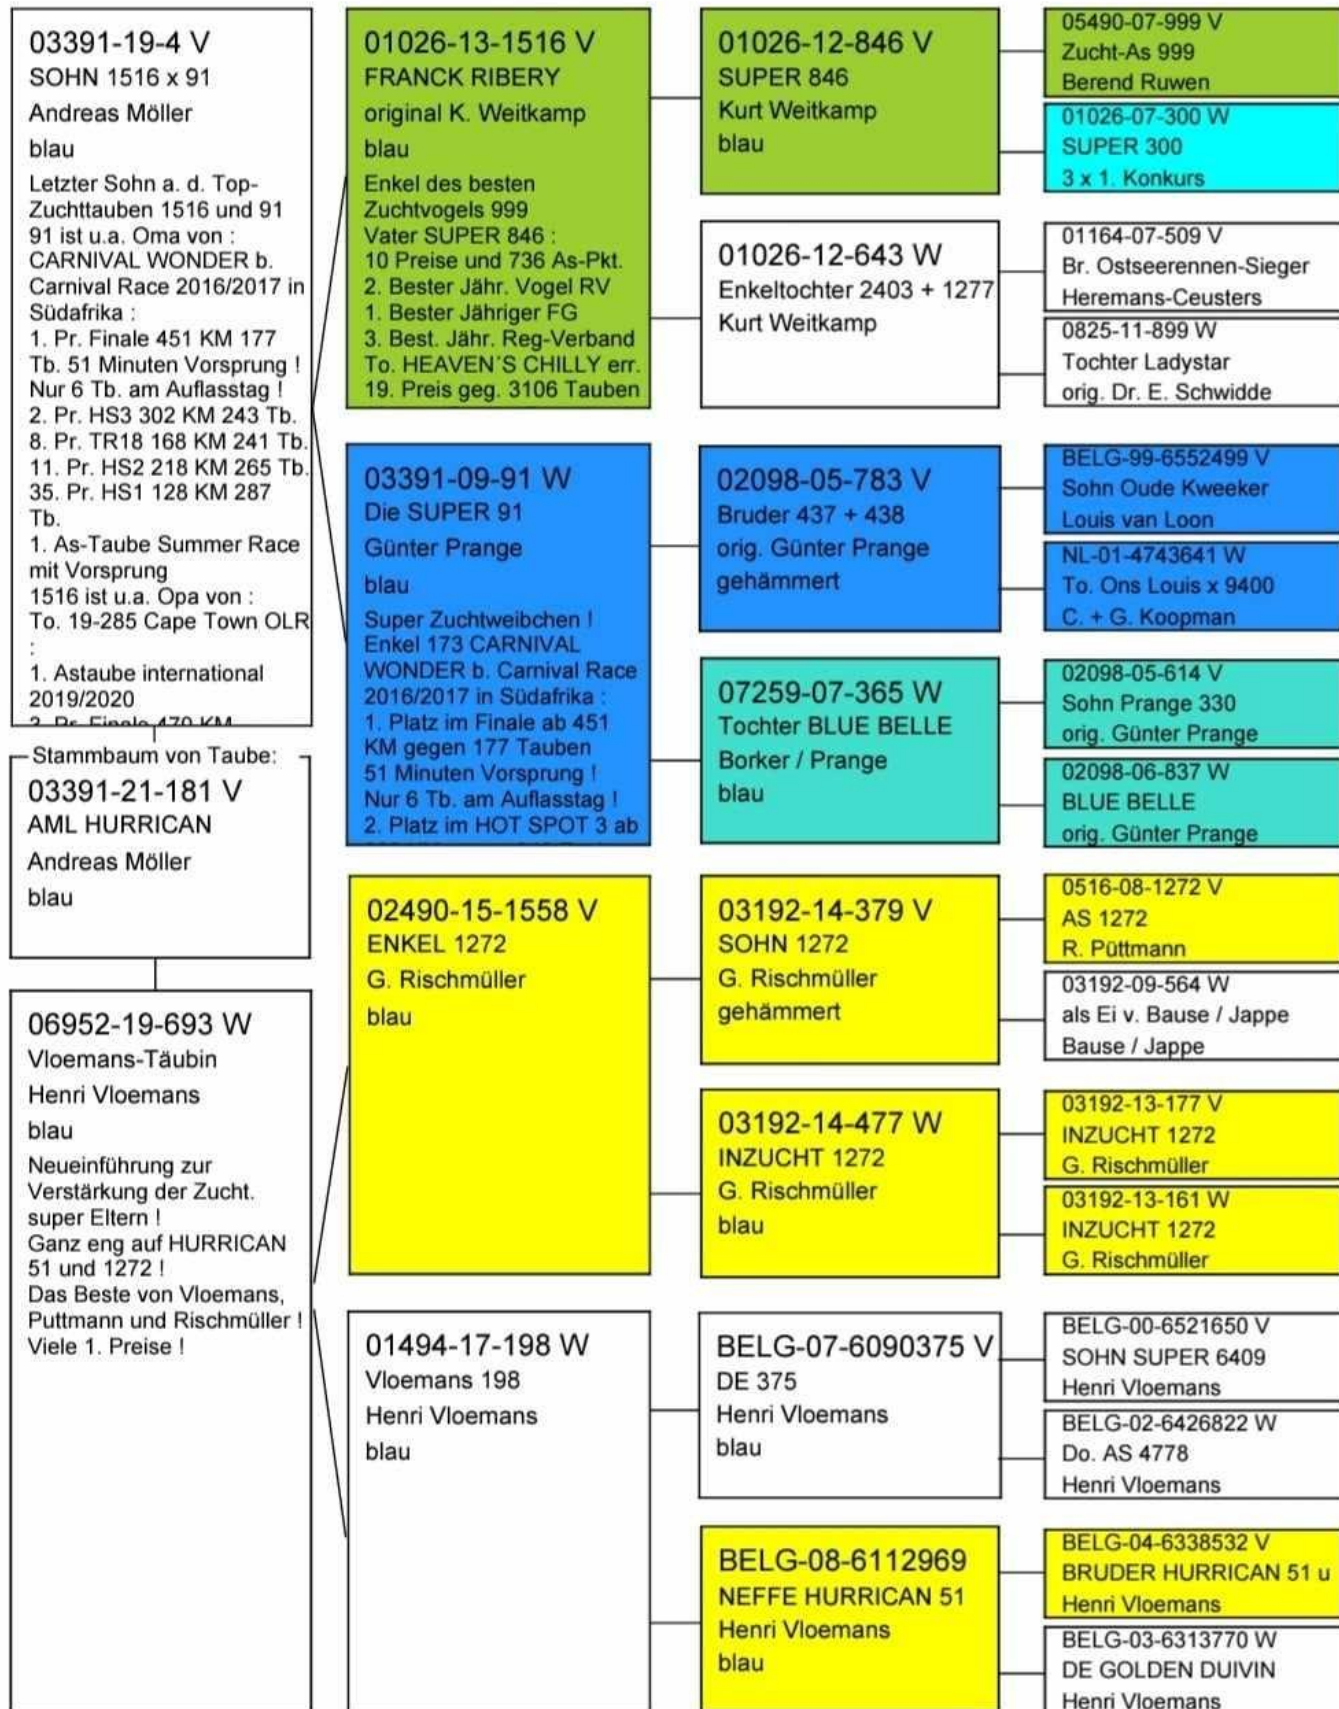 03391-19-4 V
SOHN 1516 x 91
Andreas Möller
blau
Letzter Sohn a. d. Top-
Zuchttauben 1516 und 91
91 ist u.a. Oma von :
CARNIVAL WONDER b.
Carnival Race 2016/2017 in
Südafrika :
1. Pr. Finale 451 KM 177
Tb. 51 Minuten Vorsprung !
Nur 6 Tb. am Auflasstag !
2. Pr. HS3 302 KM 243 Tb.
8. Pr. TR18 168 KM 241 Tb.
11. Pr. HS2 218 KM 265 Tb.
35. Pr. HS1 128 KM 287
Tb.
1. As-Taube Summer Race
mit Vorsprung
1516 ist u.a. Opa von :
To. 19-285 Cape Town OLR
:
1. Astaube international
2019/2020
Stammbaum von Taube:
03391-21-181 V
AML HURRICAN
Andreas Möller
blau
06952-19-693 W
Vloemans-Täubin
Henri Vloemans
blau
Neueinführung zur
Verstärkung der Zucht.
super Eltern !
Ganz eng auf HURRICAN
51 und 1272 !
Das Beste von Vloemans,
Puttmann und Rischmüller !
Viele 1. Preise !
01026-13-1516 V
FRANCK RIBERY
original K. Weitkamp
blau
Enkel des besten
Zuchtvogels 999
Vater SUPER 846 :
10 Preise und 736 As-Pkt.
2. Bester Jähr. Vogel RV
1. Bester Jähriger FG
3. Best. Jähr. Reg-Verband
To. HEAVEN´S CHILLY err.
19. Preis geg. 3106 Tauben
03391-09-91 W
Die SUPER 91
Günter Prange
blau
Super Zuchtweibchen !
Enkel 173 CARNIVAL
WONDER b. Carnival Race
2016/2017 in Südafrika :
1. Platz im Finale ab 451
KM gegen 177 Tauben
51 Minuten Vorsprung !
Nur 6 Tb. am Auflasstag !
2. Platz im HOT SPOT 3 ab
02490-15-1558 V
ENKEL 1272
G. Rischmüller
blau
01494-17-198 W
Vloemans 198
Henri Vloemans
blau
01026-12-846 V
SUPER 846
Kurt Weitkamp
blau
01026-12-643 W
Enkeltochter 2403 + 1277
Kurt Weitkamp
02098-05-783 V
Bruder 437 + 438
orig. Günter Prange
gehämmert
07259-07-365 W
Tochter BLUE BELLE
Borker / Prange
blau
03192-14-379 V
SOHN 1272
G. Rischmüller
gehämmert
03192-14-477 W
INZUCHT 1272
G. Rischmüller
blau
BELG-07-6090375 V
DE 375
Henri Vloemans
blau
BELG-08-6112969
NEFFE HURRICAN 51
Henri Vloemans
blau
05490-07-999 V
Zucht-As 999
Berend Ruwen
01026-07-300 W
SUPER 300
3 x 1. Konkurs
01164-07-509 V
Br. Ostseerennen-Sieger
Heremans-Ceusters
0825-11-899 W
Tochter Ladystar
orig. Dr. E. Schwidde
BELG-99-6552499 V
Sohn Oude Kweeker
Louis van Loon
NL-01-4743641 W
To. Ons Louis x 9400
C. + G. Koopman
02098-05-614 V
Sohn Prange 330
orig. Günter Prange
02098-06-837 W
BLUE BELLE
orig. Günter Prange
0516-08-1272 V
AS 1272
R. Püttmann
03192-09-564 W
als Ei v. Bause / Jappe
Bause / Jappe
03192-13-177 V
INZUCHT 1272
G. Rischmüller
03192-13-161 W
INZUCHT 1272
G. Rischmüller
BELG-00-6521650 V
SOHN SUPER 6409
Henri Vloemans
BELG-02-6426822 W
Do. AS 4778
Henri Vloemans
BELG-04-6338532 V
BRUDER HURRICAN 51 u
Henri Vloemans
BELG-03-6313770 W
DE GOLDEN DUIVIN
Henri Vloemans